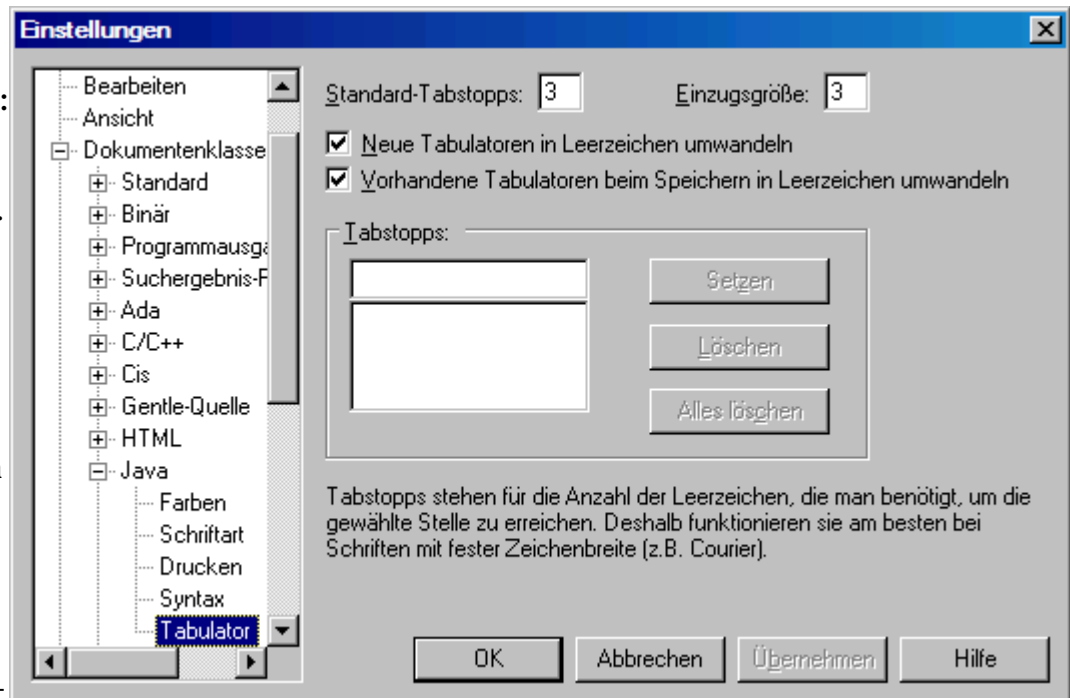 Einstellungen
Bearbeiten
Ansicht
Dokumentenklasse
Standard
Binär
Programmausga
Suchergebnis-F
Ada
C/C++
Cis
Gentle-Quelle
HTML
Java
Farben
Schriftart
Drucken
Syntax
Tabulator
Standard-Tabstopps: 3 Einzugsgröße: 3
Neue Tabulatoren in Leerzeichen umwandeln
Vorhandene Tabulatoren beim Speichern in Leerzeichen umwandeln
Tabstopps:
Setzen
Löschen
Alles löschen
Tabstopps stehen für die Anzahl der Leerzeichen, die man benötigt, um die
gewählte Stelle zu erreichen. Deshalb funktionieren sie am besten bei
Schriften mit fester Zeichenbreite (z.B. Courier).
OK Abbrechen Übernehmen Hilfe